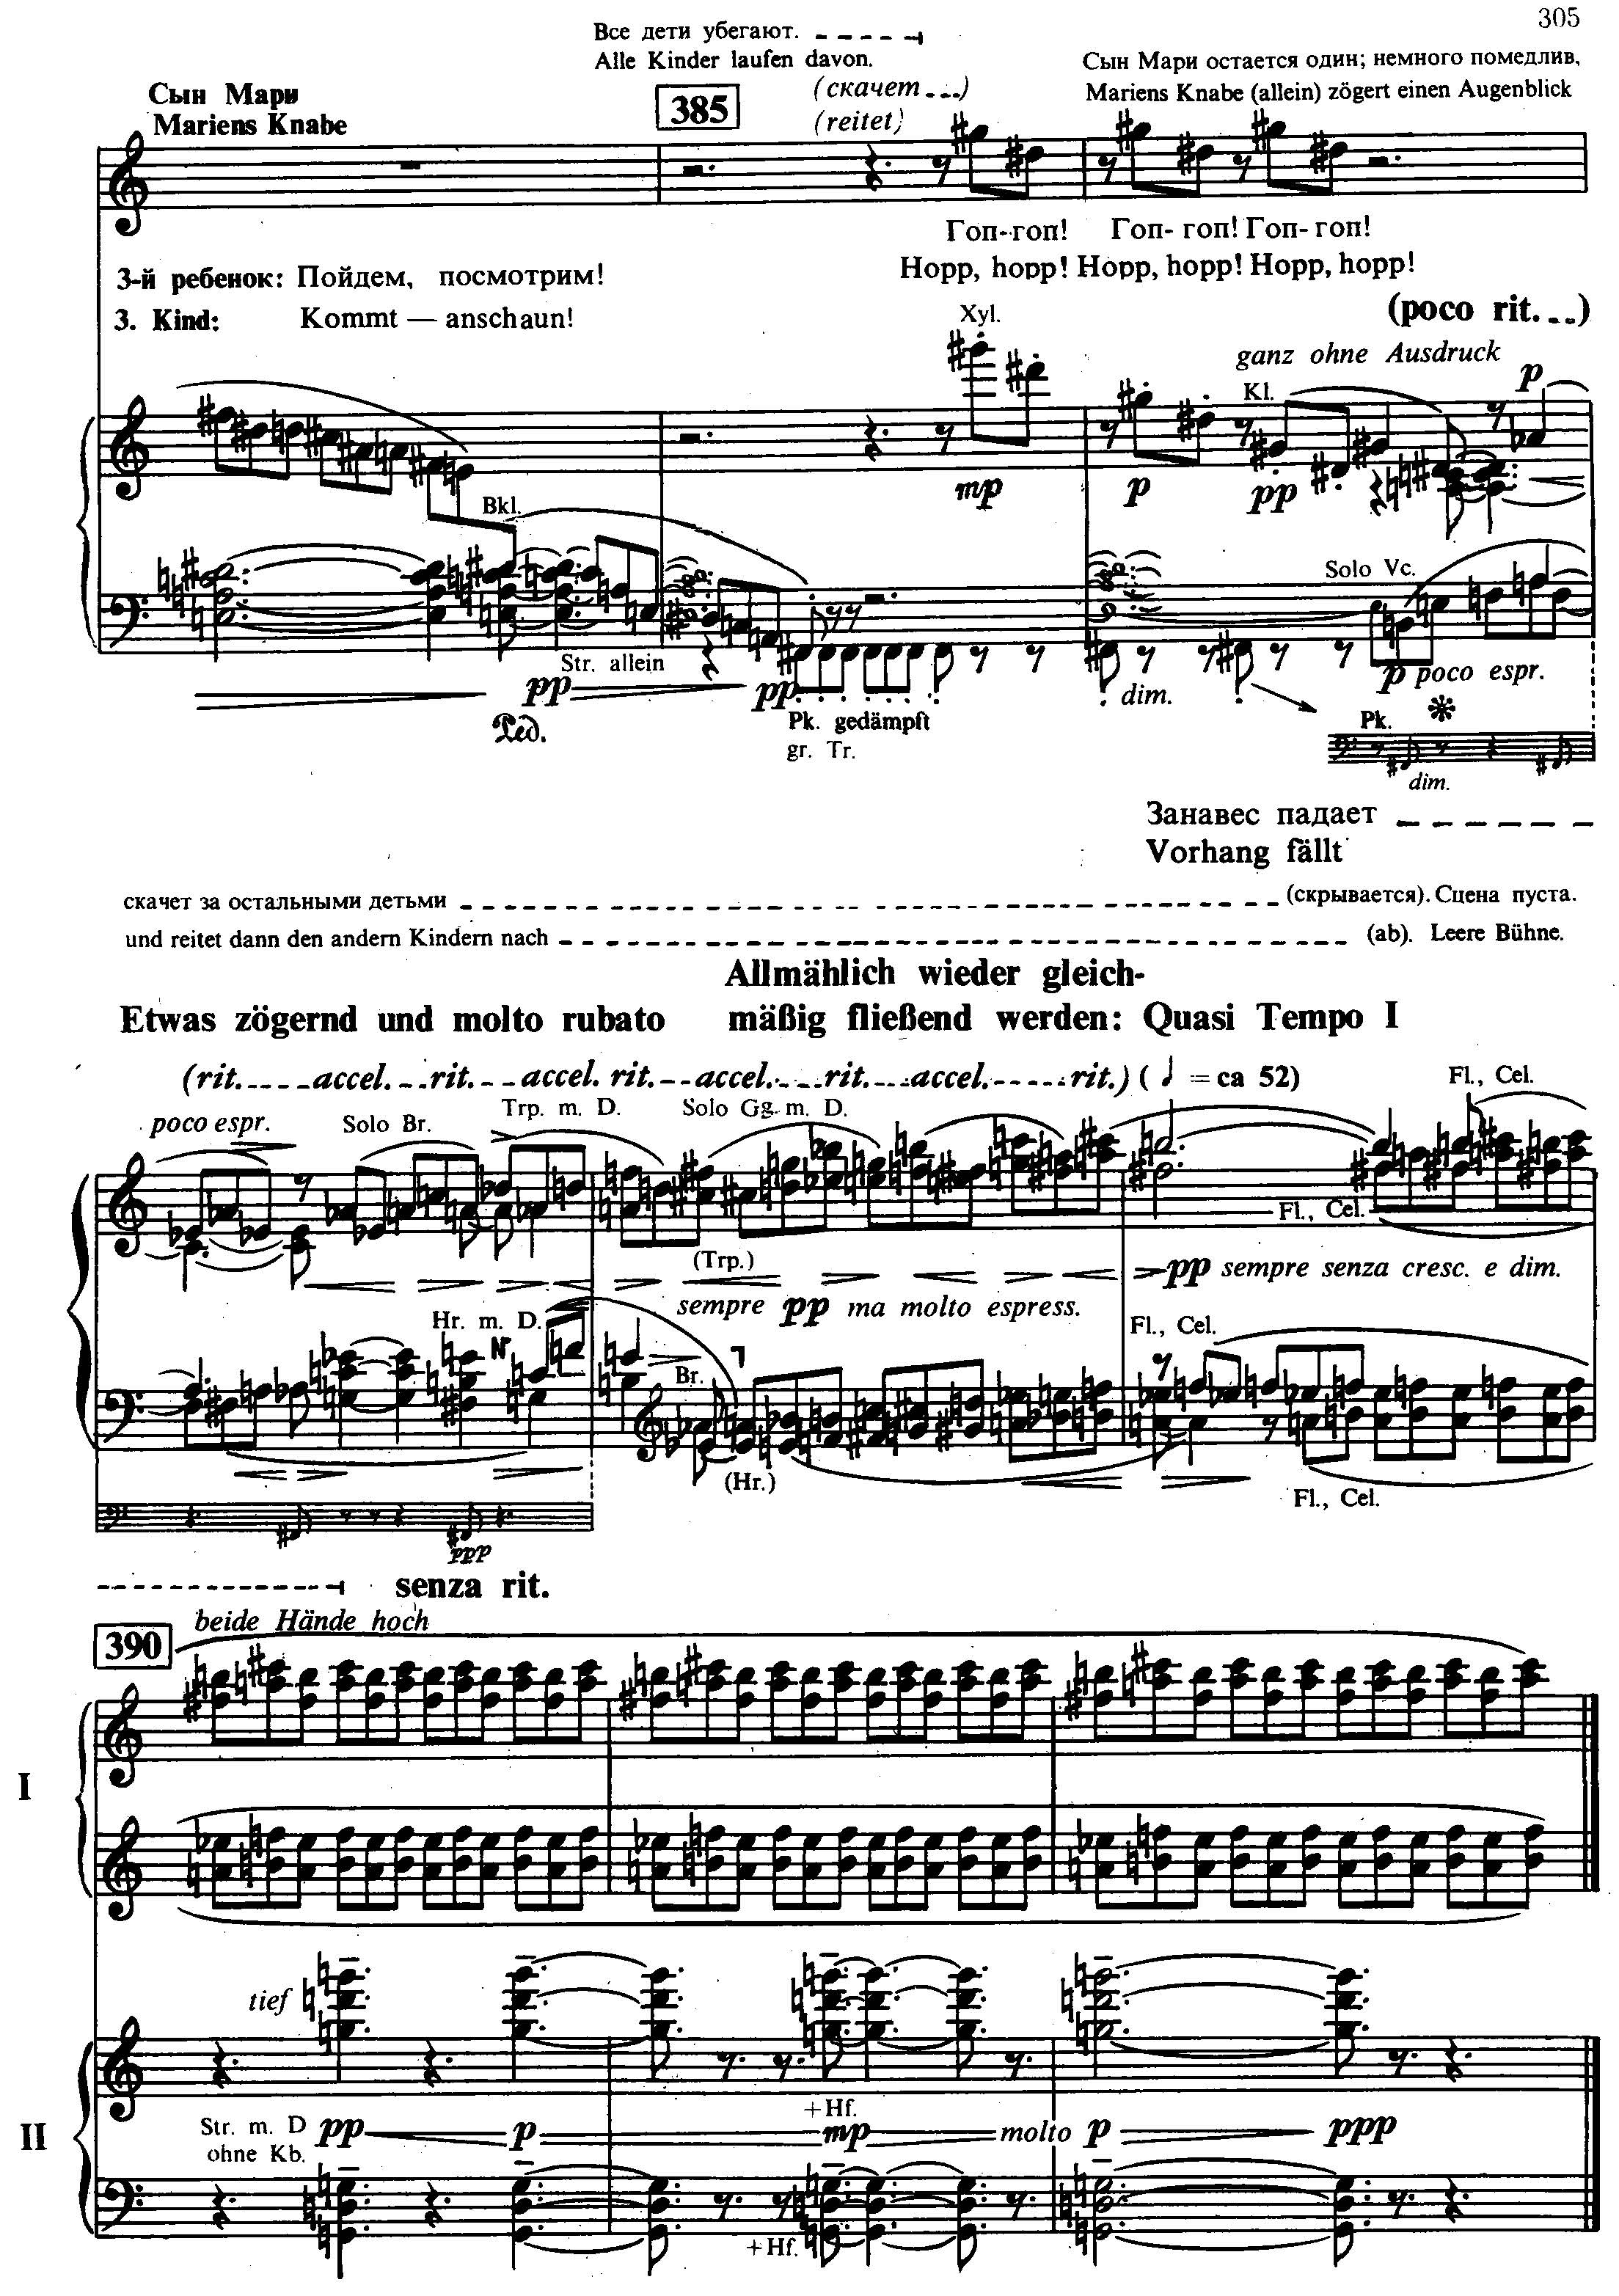 305
Все дети убегают.
Alle Kinder laufen davon.
Сын Мари остается один; немного помедлив,
Mariens Knabe (allein) zögert einen Augenblick
Сын Мари
Mariens Knabe
385
(скачет...)
(reitet)
Гоп-гоп! Гоп-гоп! Гоп-гоп!
Hopp, hopp! Hopp, hopp! Hopp, hopp!
3-й ребенок: Пойдем, посмотрим!
3. Kind: Kommt — anschaun!
(poco rit...)
Xyl.
ganz ohne Ausdruck
Kl.
p
mp
p
pp
Bkl.
Solo Vc.
Str. allein
pp
pp
dim.
p poco espr.
Ped.
Pk. gedämpft
gr. Tr.
Pk.
dim.
Занавес падает
Vorhang fällt
скачет за остальными детьми (скрывается). Сцена пуста.
und reitet dann den andern Kindern nach (ab). Leere Bühne.
Allmählich wieder gleich-
Etwas zögernd und molto rubato mäßig fließend werden: Quasi Tempo I
(rit. accel. rit. accel. rit. accel. rit. accel. rit.) ( = ca 52)
Fl., Cel.
poco espr.
Solo Br.
Trp. m. D.
Solo Gg. m. D.
Fl., Cel.
(Trp.)
pp sempre senza cresc. e dim.
sempre pp ma molto espress.
Hr. m. D.
Fl., Cel.
Br.
(Hr.)
Fl., Cel.
ppp
senza rit.
390
beide Hände hoch
I
tief
II
Str. m. D
ohne Kb.
pp
p
+Hf.
mp
molto
p
ppp
+Hf.